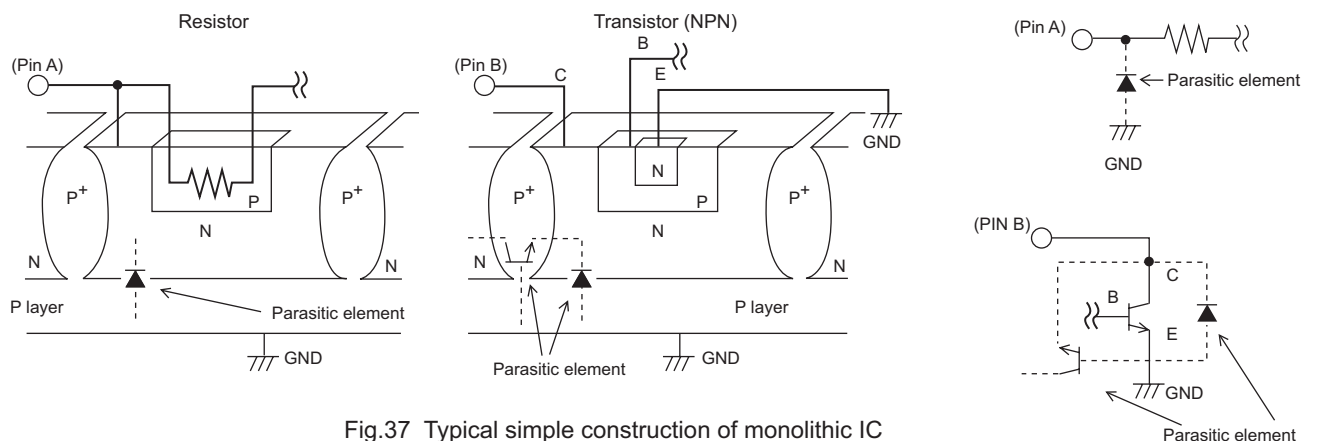 Resistor
(Pin A)
P+
P+
P
N
N
N
P layer
Parasitic element
GND
Transistor (NPN)
(Pin B)
C
B
E
GND
P+
P+
N
P
N
N
N
P layer
Parasitic element
GND
(Pin A)
Parasitic element
GND
(PIN B)
C
B
E
GND
Parasitic element
Fig.37 Typical simple construction of monolithic IC